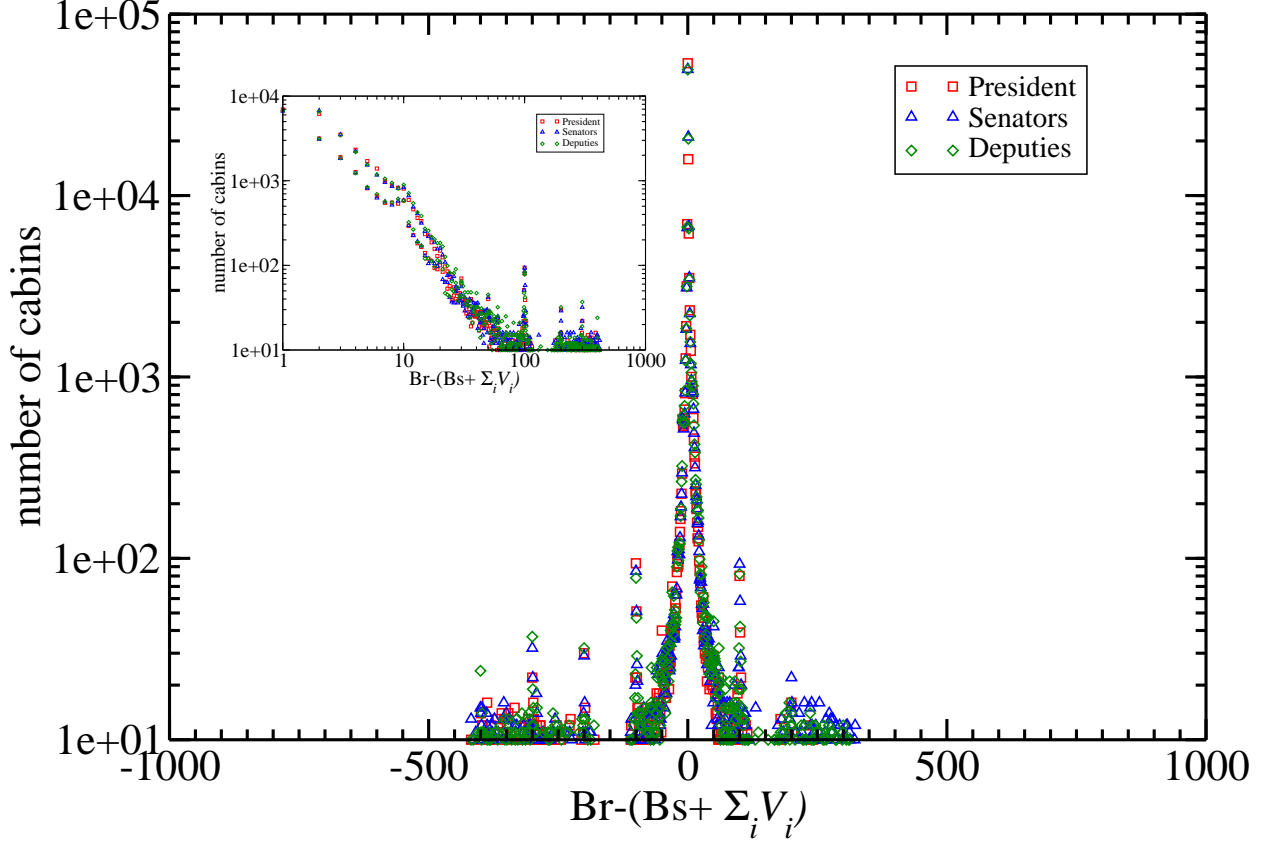 1e+05
1e+04
1e+03
1e+02
1e+01
number of cabins
-1000
-500
0
500
1000
Br-(Bs+ Σ_i V_i)
President
Senators
Deputies
1e+04
1e+03
1e+02
1e+01
number of cabins
1
10
100
1000
Br-(Bs+ Σ_i V_i)
President
Senators
Deputies